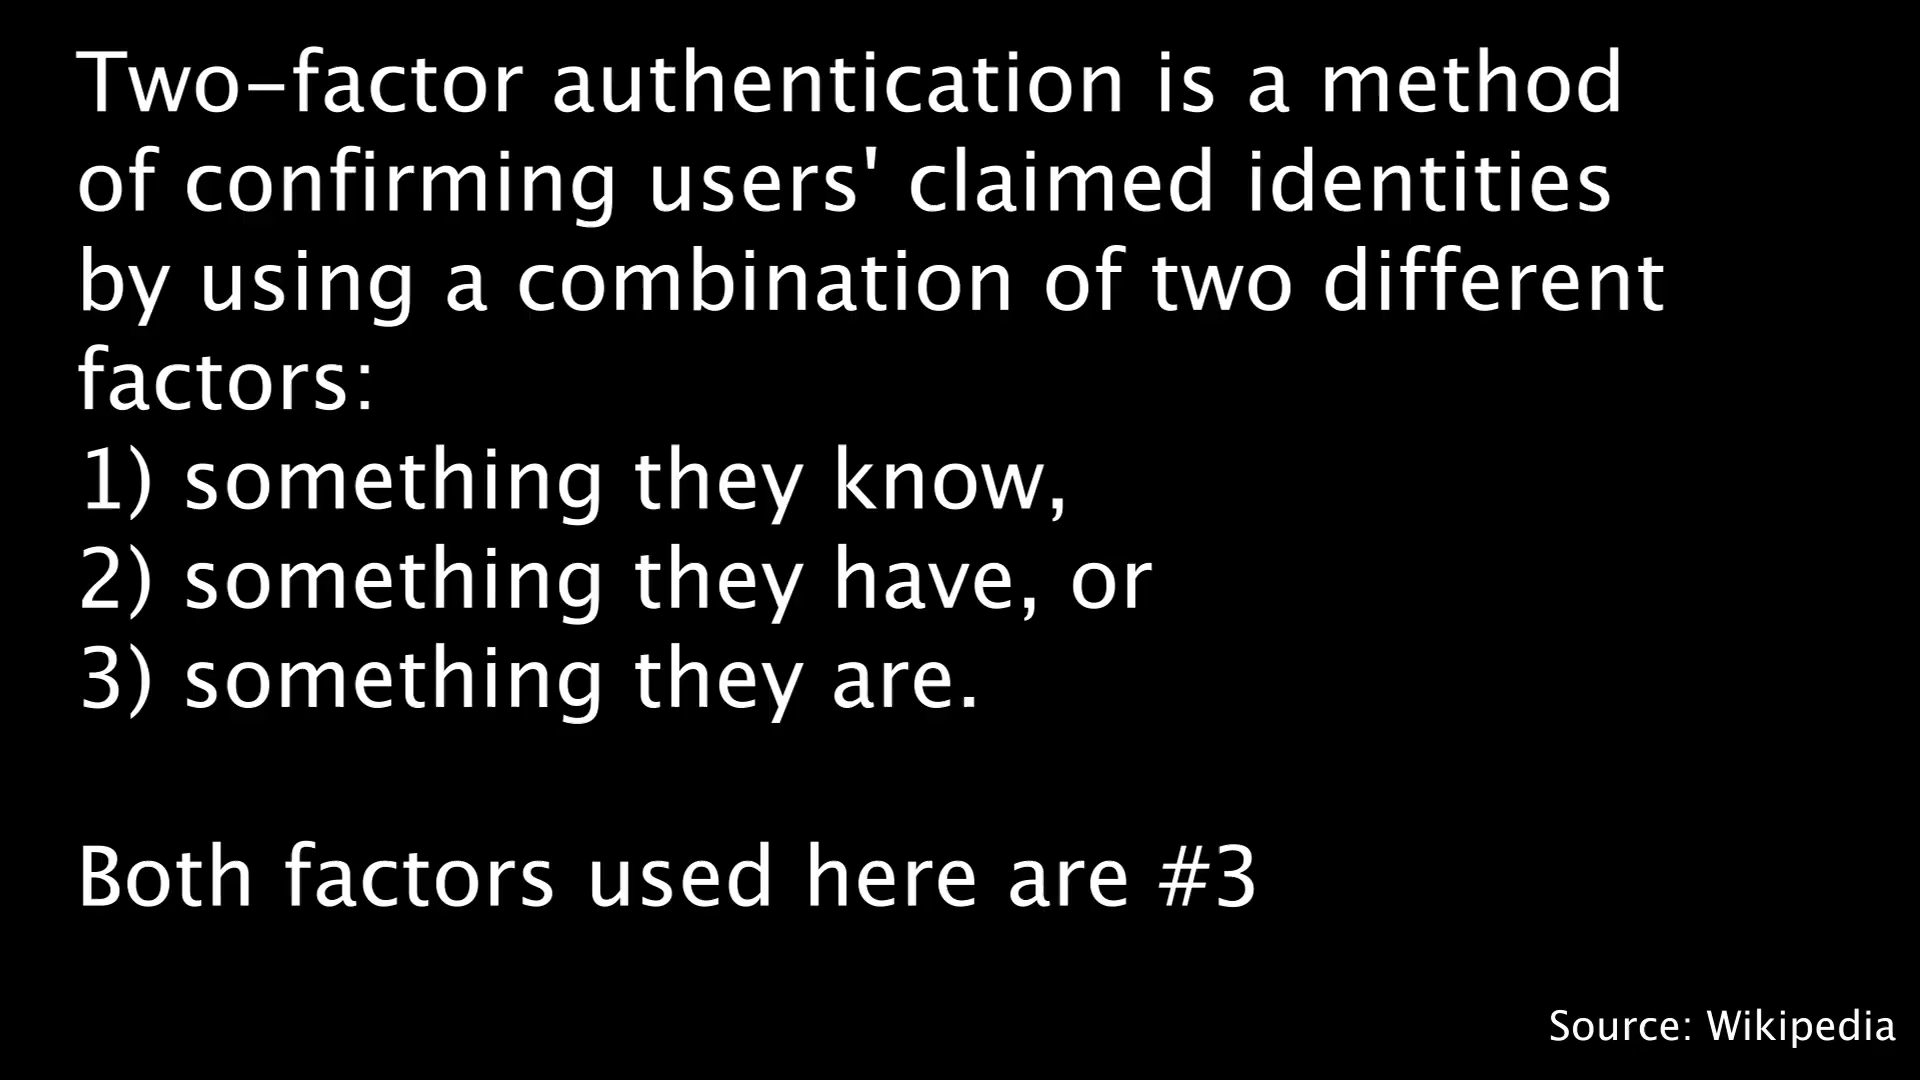 Two-factor authentication is a method
of confirming users' claimed identities
by using a combination of two different
factors:
1) something they know,
2) something they have, or
3) something they are.
Both factors used here are #3
Source: Wikipedia